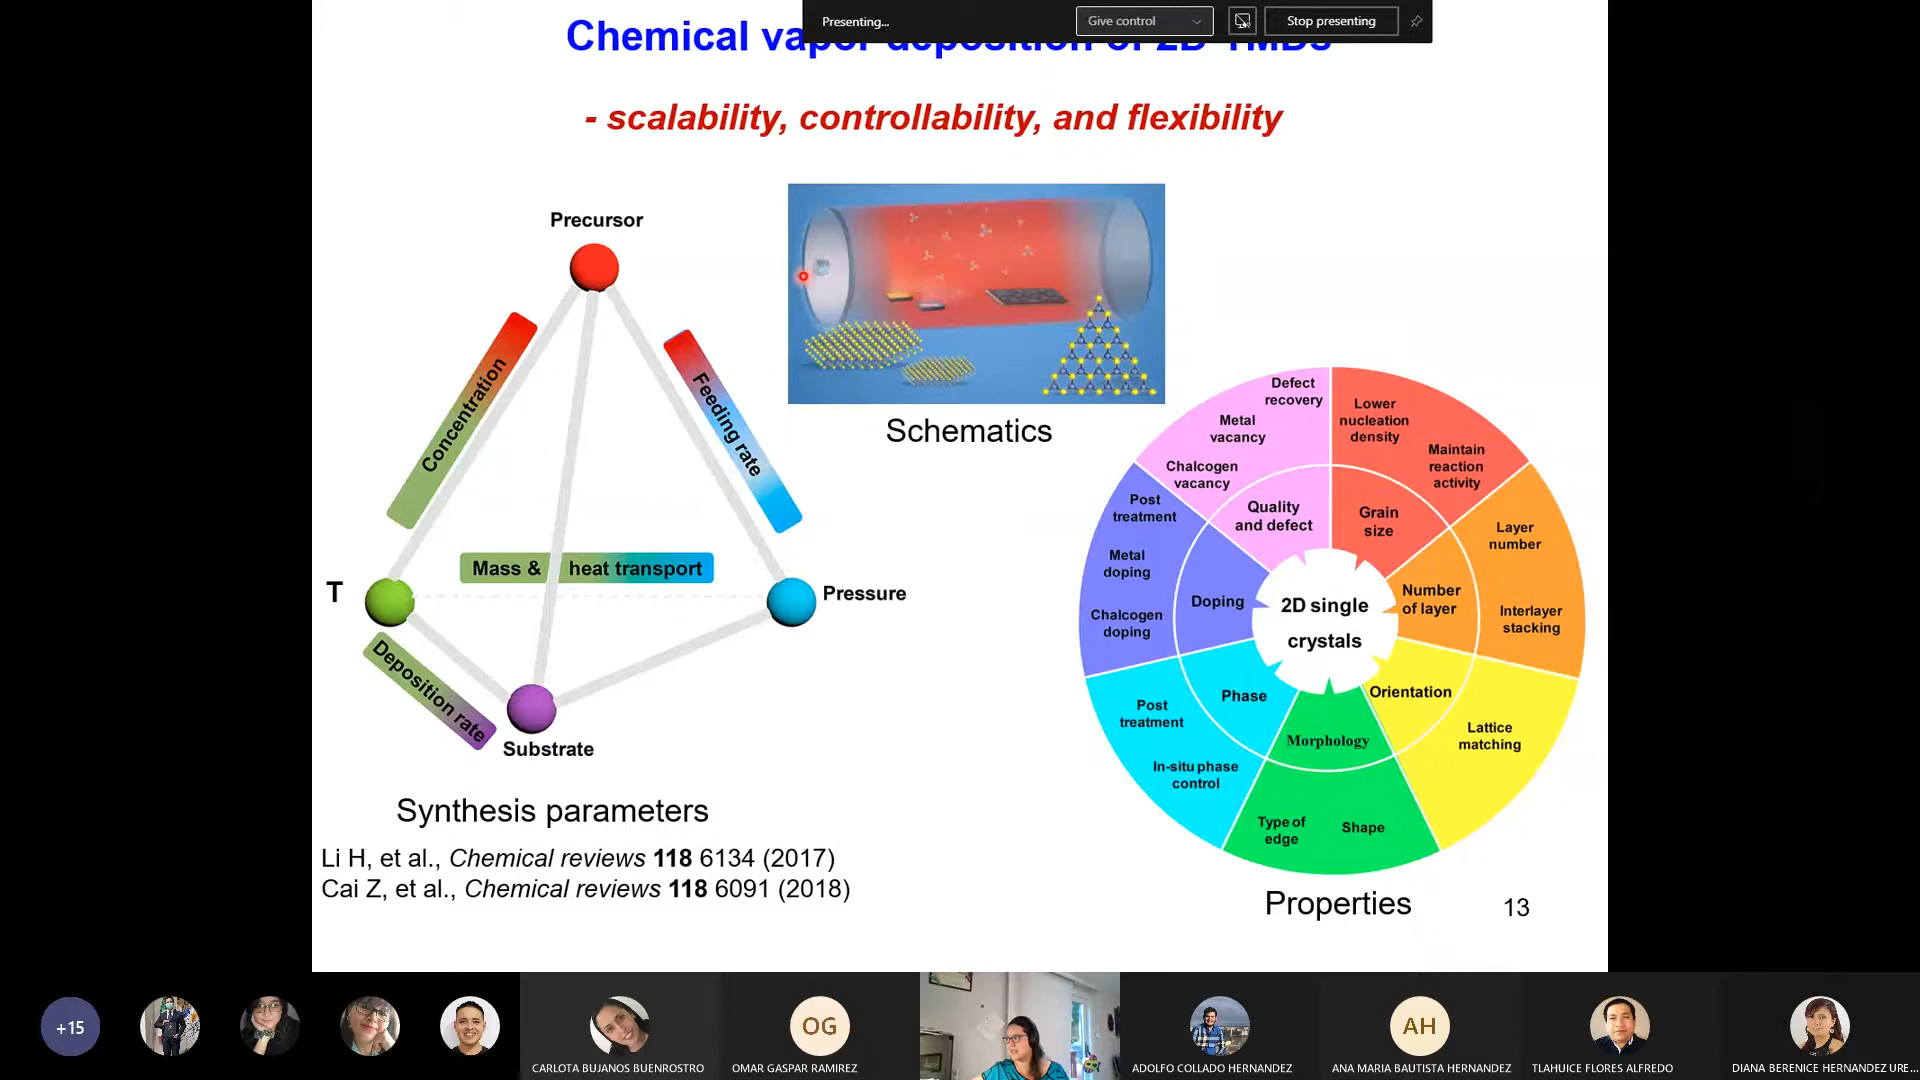 Presenting...
Give control
Stop presenting
Chemical vapor deposition of 2D TMDs
- scalability, controllability, and flexibility
Precursor
Concentration
Feeding rate
Mass & heat transport
T
Pressure
Deposition rate
Substrate
Synthesis parameters
Schematics
Defect
recovery
Metal
vacancy
Chalcogen
vacancy
Quality
and defect
Lower
nucleation
density
Maintain
reaction
activity
Grain
size
Layer
number
Interlayer
stacking
Number
of layer
Post
treatment
Metal
doping
Chalcogen
doping
Doping
2D single
crystals
Orientation
Lattice
matching
Phase
Post
treatment
In-situ phase
control
Morphology
Type of
edge
Shape
Properties
Li H, et al., Chemical reviews 118 6134 (2017)
Cai Z, et al., Chemical reviews 118 6091 (2018)
13
+15
OG
AH
CARLOTA BUJANOS BUENROSTRO
OMAR GASPAR RAMIREZ
ADOLFO COLLADO HERNANDEZ
ANA MARIA BAUTISTA HERNANDEZ
TLAHUICE FLORES ALFREDO
DIANA BERENICE HERNANDEZ URE...